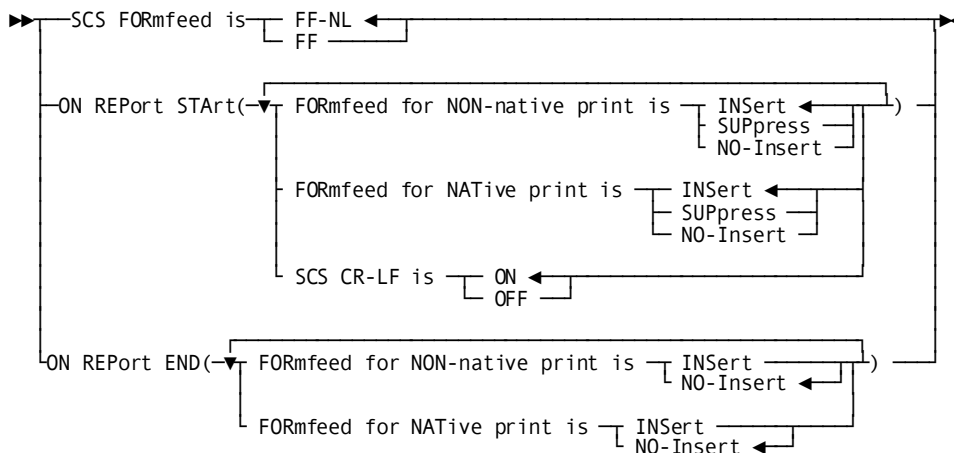 SCS FORmfeed is FF-NL
FF
ON REPort STArt( FORmfeed for NON-native print is INSert )
SUPpress
NO-Insert
FORmfeed for NATive print is INSert
SUPpress
NO-Insert
SCS CR-LF is ON
OFF
ON REPort END( FORmfeed for NON-native print is INSert )
NO-Insert
FORmfeed for NATive print is INSert
NO-Insert